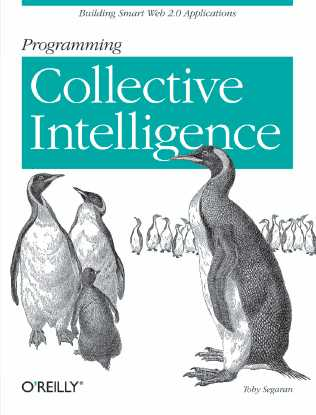 Building Smart Web 2.0 Applications
Programming
Collective
Intelligence
O'REILLY®
Toby Segaran